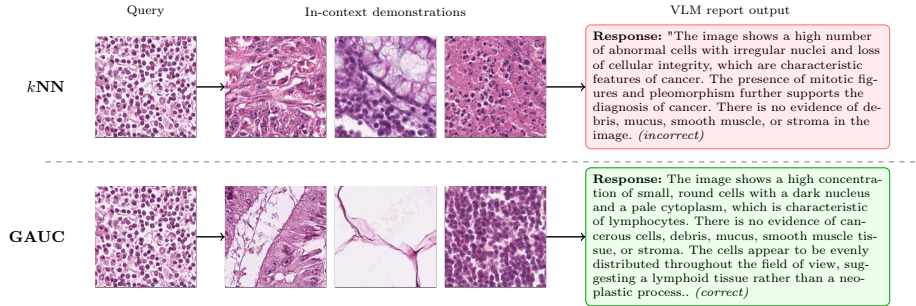 Query
In-context demonstrations
VLM report output
kNN
Response: "The image shows a high number
of abnormal cells with irregular nuclei and loss
of cellular integrity, which are characteristic
features of cancer. The presence of mitotic fig-
ures and pleomorphism further supports the
diagnosis of cancer. There is no evidence of de-
bris, mucus, smooth muscle, or stroma in the
image. (incorrect)
GAUC
Response: The image shows a high concentra-
tion of small, round cells with a dark nucleus
and a pale cytoplasm, which is characteristic
of lymphocytes. There is no evidence of can-
cerous cells, debris, mucus, smooth muscle tis-
sue, or stroma. The cells appear to be evenly
distributed throughout the field of view, sug-
gesting a lymphoid tissue rather than a neo-
plastic process.. (correct)